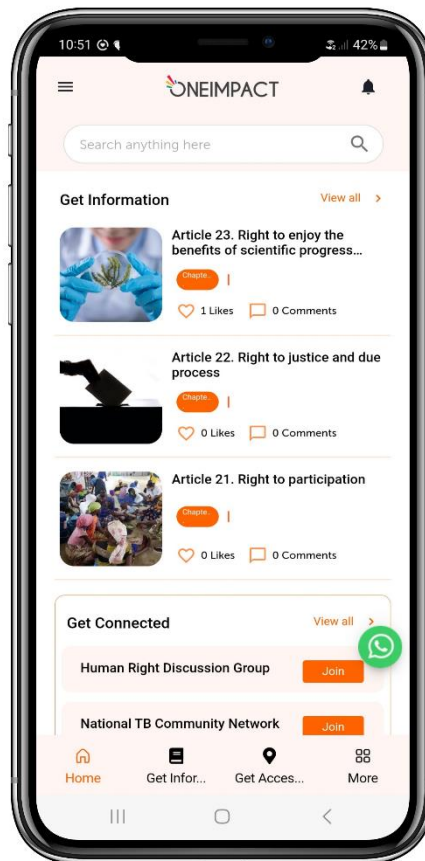 10:51
42%
ONEIMPACT
Search anything here
Get Information
View all >
Article 23. Right to enjoy the
benefits of scientific progress...
Chapte..
1 Likes
0 Comments
Article 22. Right to justice and due
process
Chapte..
0 Likes
0 Comments
Article 21. Right to participation
Chapte..
0 Likes
0 Comments
Get Connected
View all >
Human Right Discussion Group
Join
National TB Community Network
Join
Home
Get Infor...
Get Acces...
More